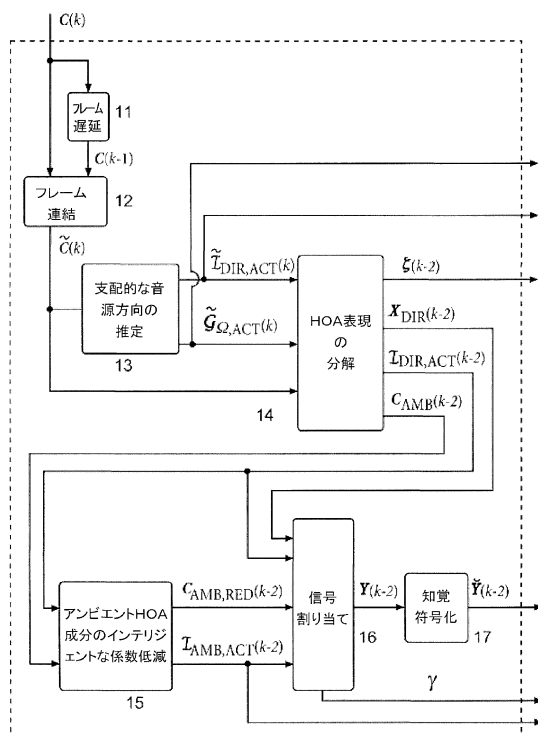 C(k)
フレーム
遅延
11
C(k-1)
フレーム
連結
12
C̃(k)
支配的な音
源方向の
推定
13
Ĩ_DIR,ACT(k)
G̃_Ω,ACT(k)
HOA表現
の
分解
14
ξ(k-2)
X_DIR(k-2)
I_DIR,ACT(k-2)
C_AMB(k-2)
アンビエントHOA
成分のインテリジ
ェントな係数低減
15
C_AMB,RED(k-2)
I_AMB,ACT(k-2)
信号
割り当て
16
Y(k-2)
知覚
符号化
17
Y̆(k-2)
γ